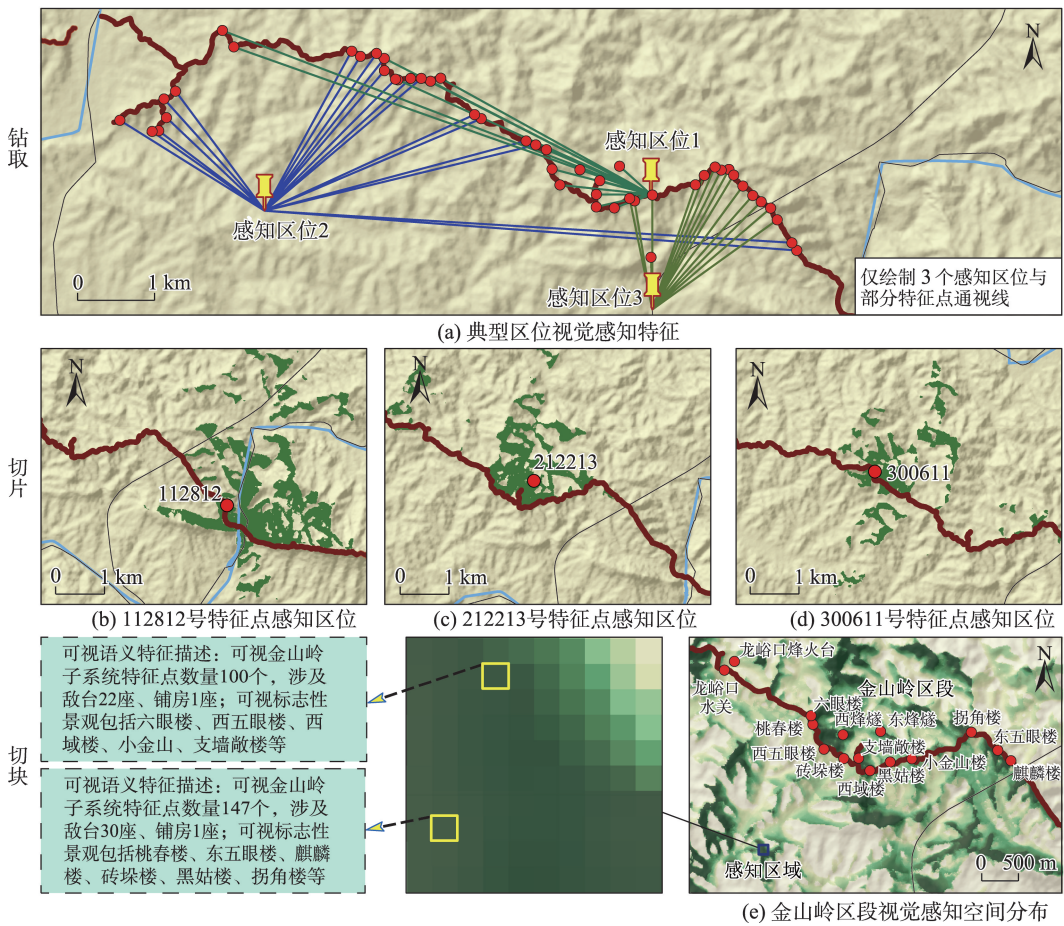 钻取
N
感知区位1
感知区位2
感知区位3
0 1 km
仅绘制3个感知区位与
部分特征点通视线
(a) 典型区位视觉感知特征
切片
N
112812
0 1 km
(b) 112812号特征点感知区位
N
212213
0 1 km
(c) 212213号特征点感知区位
N
300611
0 1 km
(d) 300611号特征点感知区位
切块
可视语义特征描述：可视金山岭
子系统特征点数量100个，涉及
敌台22座、铺房1座；可视标志性
景观包括六眼楼、西五眼楼、西
域楼、小金山、支墙敞楼等
可视语义特征描述：可视金山岭
子系统特征点数量147个，涉及
敌台30座、铺房1座；可视标志性
景观包括桃春楼、东五眼楼、麒麟
楼、砖垛楼、黑姑楼、拐角楼等
龙峪口烽火台
N
龙峪口
水关
金山岭区段
六眼楼
西烽燧
东烽燧
拐角楼
桃春楼
东五眼楼
西五眼楼
支墙敞楼
砖垛楼
小金山楼
黑姑楼
麒麟楼
西域楼
感知区域
0 500 m
(e) 金山岭区段视觉感知空间分布